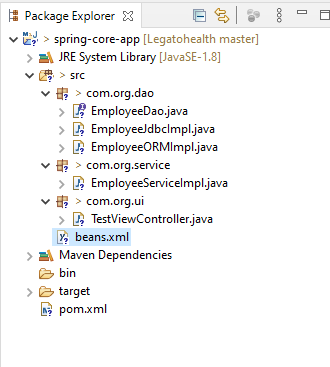 Package Explorer
> spring-core-app [Legatohealth master]
JRE System Library [JavaSE-1.8]
> src
> com.org.dao
EmployeeDao.java
EmployeeJdbcImpl.java
EmployeeORMImpl.java
> com.org.service
EmployeeServiceImpl.java
> com.org.ui
TestViewController.java
beans.xml
Maven Dependencies
bin
target
pom.xml